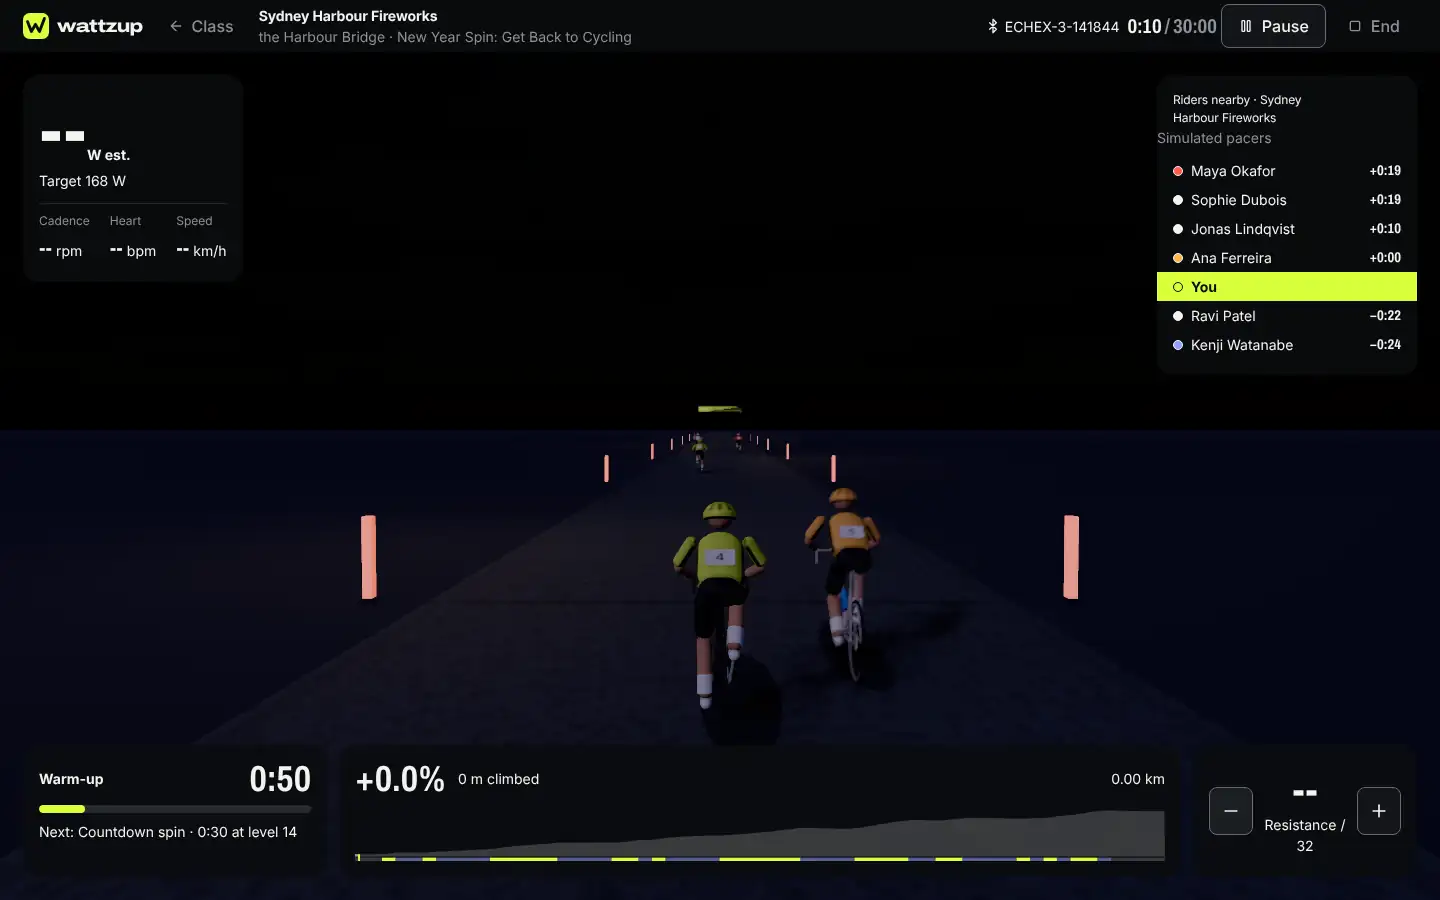 wattzup
Class
Sydney Harbour Fireworks
the Harbour Bridge · New Year Spin: Get Back to Cycling
ECHEX-3-141844
0:10 / 30:00
Pause
End
-- W est.
Target 168 W
Cadence Heart Speed
-- rpm -- bpm -- km/h
Riders nearby · Sydney
Harbour Fireworks
Simulated pacers
Maya Okafor +0:19
Sophie Dubois +0:19
Jonas Lindqvist +0:10
Ana Ferreira +0:00
You
Ravi Patel −0:22
Kenji Watanabe −0:24
4
5
Warm-up 0:50
Next: Countdown spin · 0:30 at level 14
+0.0% 0 m climbed 0.00 km
--
Resistance /
32